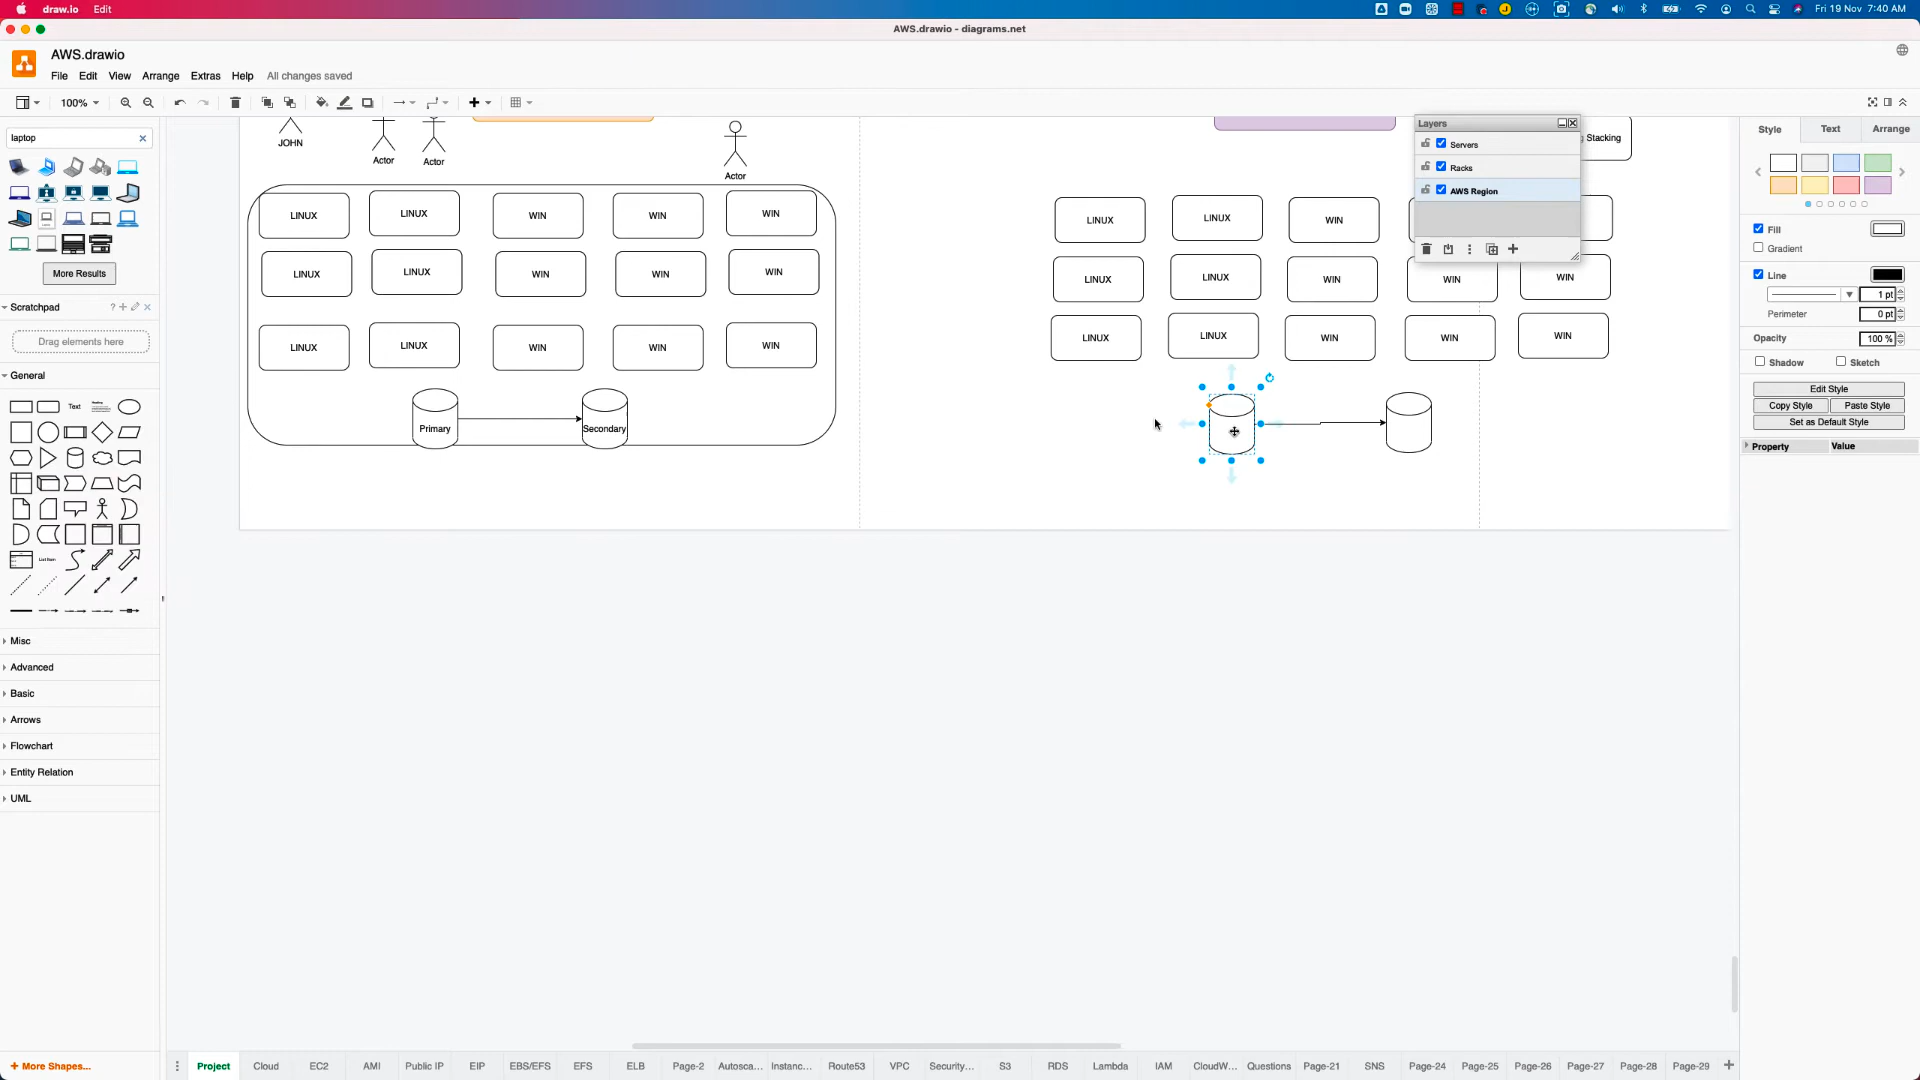 draw.io Edit
Fri 19 Nov 7:40 AM
AWS.drawio - diagrams.net
AWS.drawio
File Edit View Arrange Extras Help All changes saved
100%
laptop
More Results
Scratchpad
Drag elements here
General
Text
Heading
List Item
Misc
Advanced
Basic
Arrows
Flowchart
Entity Relation
UML
More Shapes...
JOHN
Actor
Actor
Actor
LINUX LINUX WIN WIN WIN
LINUX LINUX WIN WIN WIN
LINUX LINUX WIN WIN WIN
Primary
Secondary
Stacking
LINUX LINUX WIN
LINUX LINUX WIN WIN WIN
LINUX LINUX WIN WIN WIN
Layers
Servers
Racks
AWS Region
Style Text Arrange
Fill
Gradient
Line
1 pt
Perimeter 0 pt
Opacity 100 %
Shadow Sketch
Edit Style
Copy Style Paste Style
Set as Default Style
Property Value
Project Cloud EC2 AMI Public IP EIP EBS/EFS EFS ELB Page-2 Autosca... Instanc... Route53 VPC Security... S3 RDS Lambda IAM CloudW... Questions Page-21 SNS Page-24 Page-25 Page-26 Page-27 Page-28 Page-29